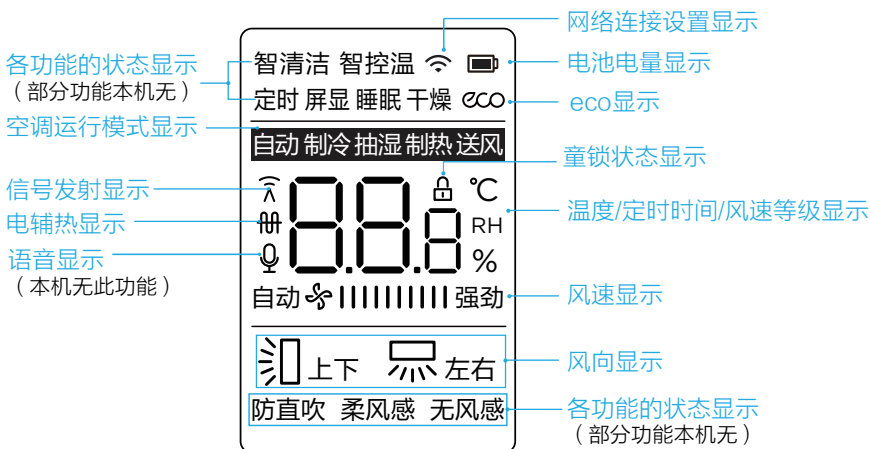 网络连接设置显示
各功能的状态显示
（部分功能本机无）
智清洁 智控温
电池电量显示
定时 屏显 睡眠 干燥 eco
eco显示
空调运行模式显示
自动 制冷 抽湿 制热 送风
童锁状态显示
信号发射显示
8.8.8
℃
电辅热显示
RH
温度/定时时间/风速等级显示
语音显示
（本机无此功能）
%
自动 强劲
风速显示
上下 左右
风向显示
防直吹 柔风感 无风感
各功能的状态显示
（部分功能本机无）